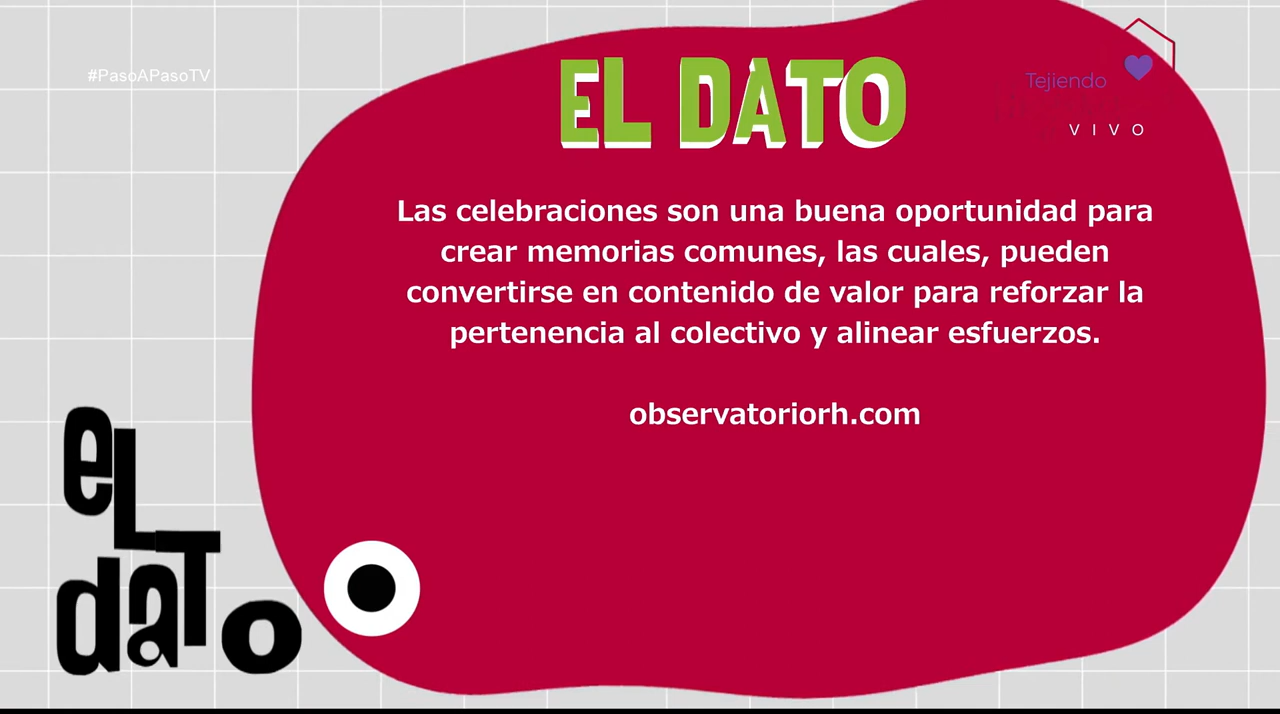 #PasoAPasoTV
EL DATO
Tejiendo
VIVO
Las celebraciones son una buena oportunidad para
crear memorias comunes, las cuales, pueden
convertirse en contenido de valor para reforzar la
pertenencia al colectivo y alinear esfuerzos.
observatoriorh.com
eL
daTo